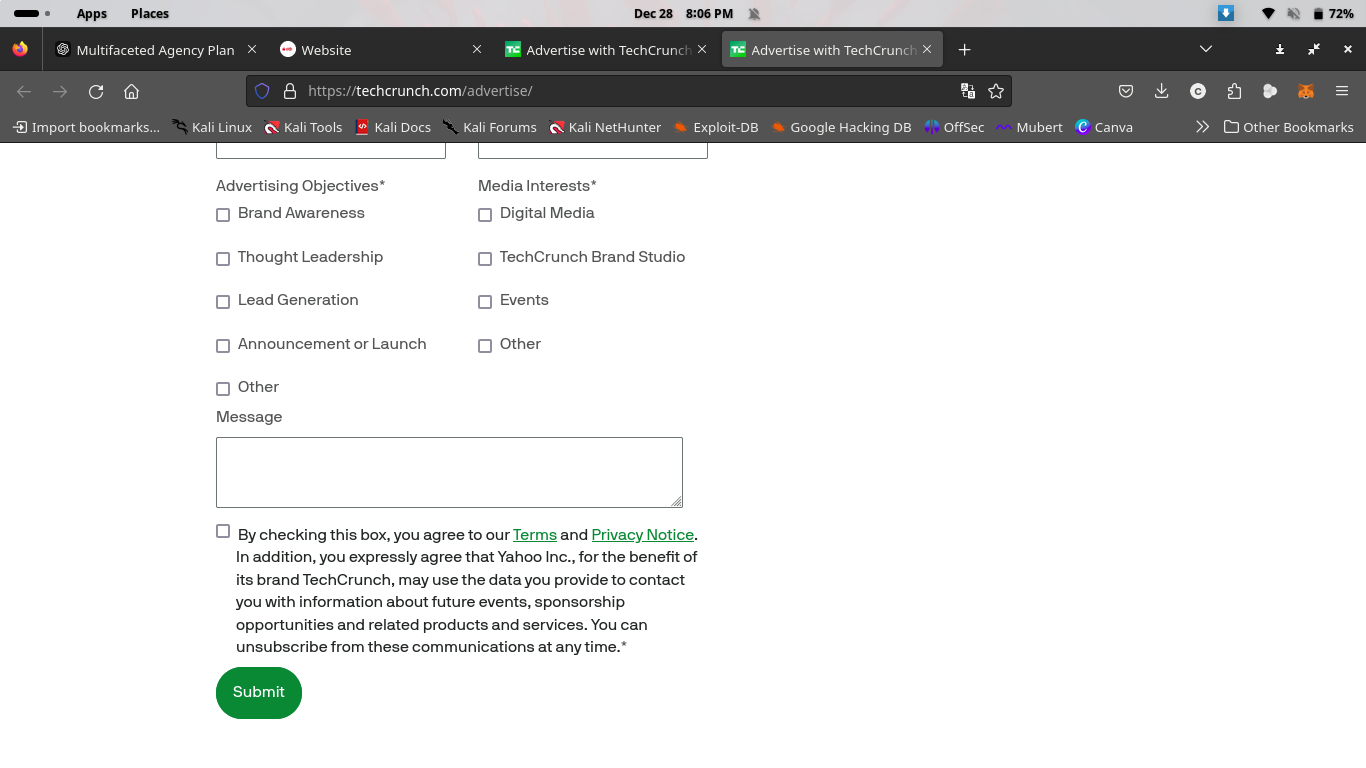 Apps Places Dec 28 8:06 PM 72%
Multifaceted Agency Plan Website TC Advertise with TechCrunch TC Advertise with TechCrunch
https://techcrunch.com/advertise/ C
Import bookmarks... Kali Linux Kali Tools Kali Docs Kali Forums Kali NetHunter Exploit-DB Google Hacking DB OffSec Mubert Canva Other Bookmarks
Advertising Objectives* Media Interests*
Brand Awareness Digital Media
Thought Leadership TechCrunch Brand Studio
Lead Generation Events
Announcement or Launch Other
Other
Message
By checking this box, you agree to our Terms and Privacy Notice.
In addition, you expressly agree that Yahoo Inc., for the benefit of
its brand TechCrunch, may use the data you provide to contact
you with information about future events, sponsorship
opportunities and related products and services. You can
unsubscribe from these communications at any time.*
Submit